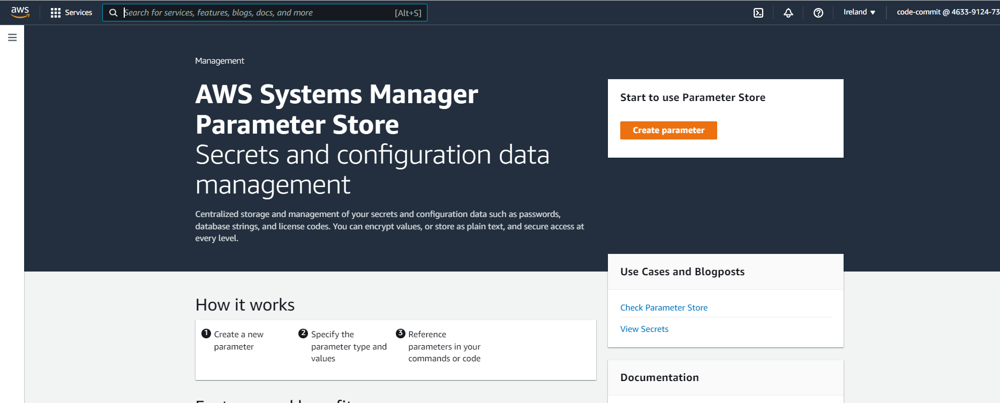 aws
Services
Search for services, features, blogs, docs, and more
[Alt+S]
Ireland
code-commit @ 4633-9124-73
Management
AWS Systems Manager
Parameter Store
Secrets and configuration data
management
Centralized storage and management of your secrets and configuration data such as passwords,
database strings, and license codes. You can encrypt values, or store as plain text, and secure access at
every level.
Start to use Parameter Store
Create parameter
How it works
1 Create a new
parameter
2 Specify the
parameter type and
values
3 Reference
parameters in your
commands or code
Use Cases and Blogposts
Check Parameter Store
View Secrets
Documentation